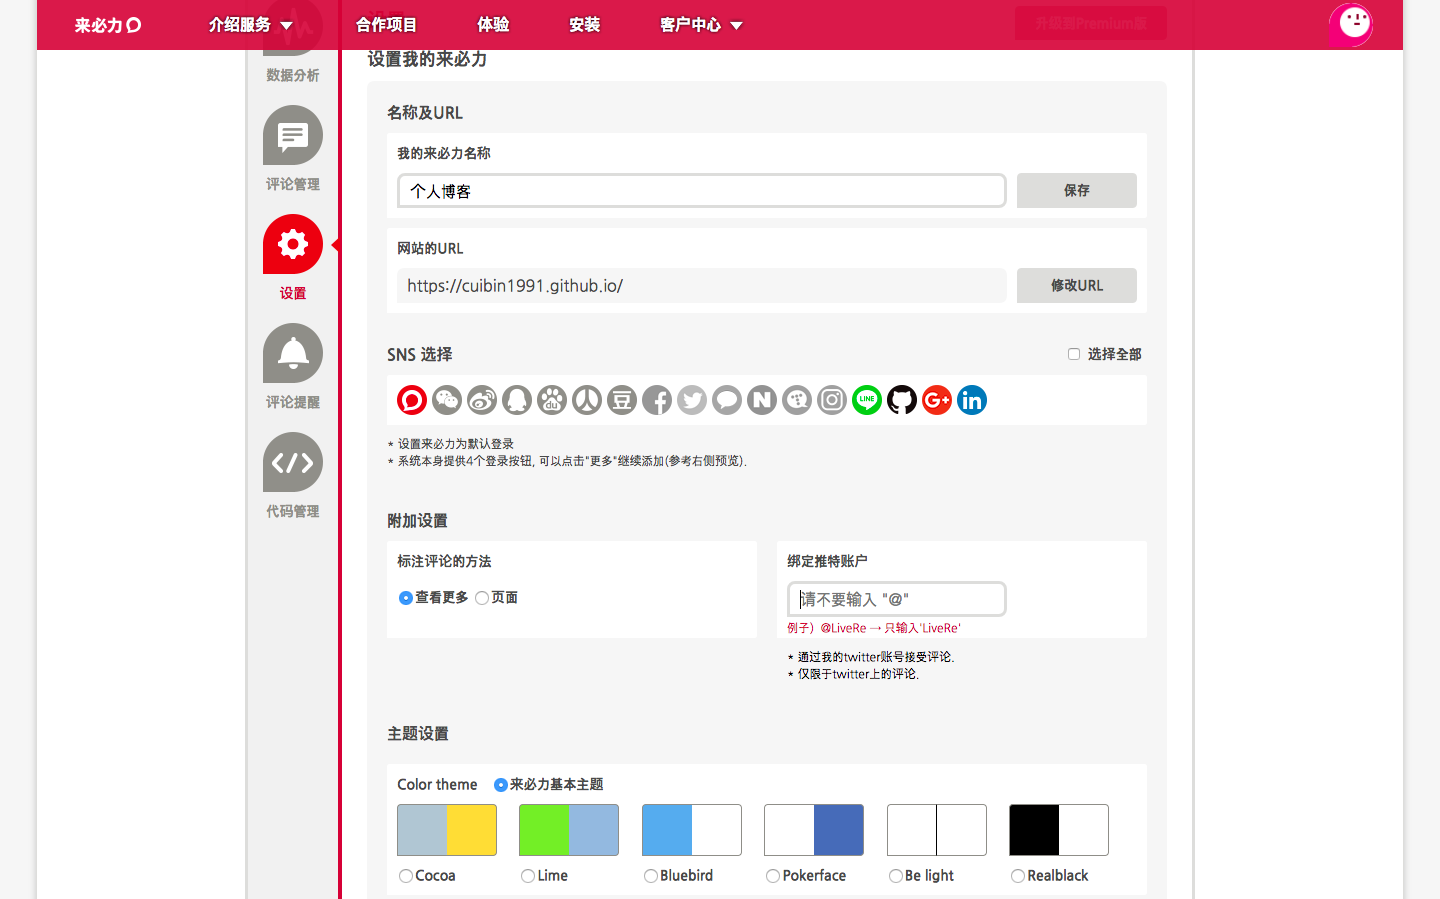 来必力
介绍服务
合作项目
体验
安装
客户中心
升级到Premium版
数据分析
评论管理
设置
评论提醒
代码管理
设置我的来必力
名称及URL
我的来必力名称
个人博客
保存
网站的URL
https://cuibin1991.github.io/
修改URL
SNS 选择
选择全部
du
LINE
G+
in
* 设置来必力为默认登录
* 系统本身提供4个登录按钮, 可以点击"更多"继续添加(参考右侧预览).
附加设置
标注评论的方法
查看更多
页面
绑定推特账户
请不要输入 "@"
例子) @LiveRe → 只输入'LiveRe'
* 通过我的twitter账号接受评论.
* 仅限于twitter上的评论.
主题设置
Color theme
来必力基本主题
Cocoa
Lime
Bluebird
Pokerface
Be light
Realblack